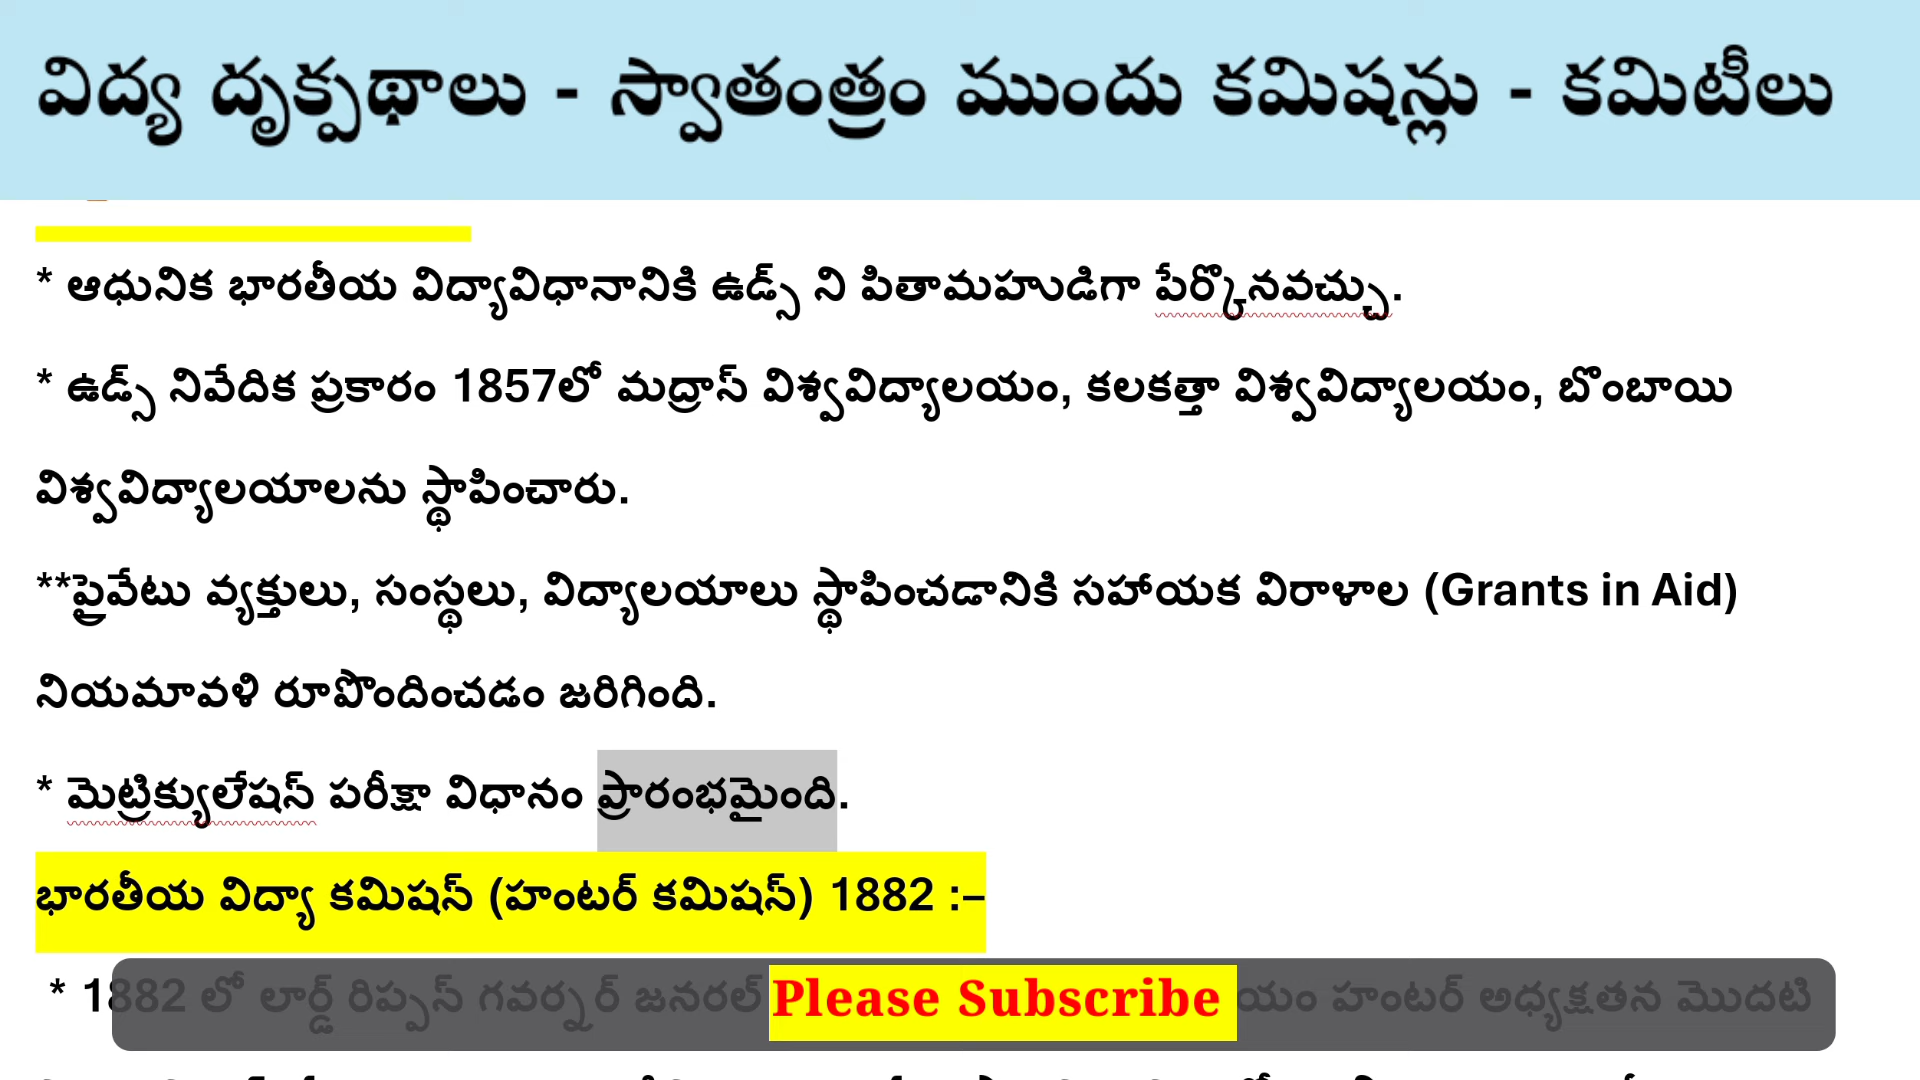 విద్య దృక్పథాలు - స్వాతంత్రం ముందు కమిషన్లు - కమిటీలు
* ఆధునిక భారతీయ విద్యావిధానానికి ఉడ్స్ ని పితామహుడిగా పేర్కొనవచ్చు.
* ఉడ్స్ నివేదిక ప్రకారం 1857లో మద్రాస్ విశ్వవిద్యాలయం, కలకత్తా విశ్వవిద్యాలయం, బొంబాయి
విశ్వవిద్యాలయాలను స్థాపించారు.
**ప్రైవేటు వ్యక్తులు, సంస్థలు, విద్యాలయాలు స్థాపించడానికి సహాయక విరాళాల (Grants in Aid)
నియమావళి రూపొందించడం జరిగింది.
* మెట్రిక్యులేషన్ పరీక్షా విధానం ప్రారంభమైంది.
భారతీయ విద్యా కమిషన్ (హంటర్ కమిషన్) 1882 :–
* 1882 లో లార్డ్ రిప్పన్ గవర్నర్ జనరల్ Please Subscribe యం హంటర్ అధ్యక్షతన మొదటి